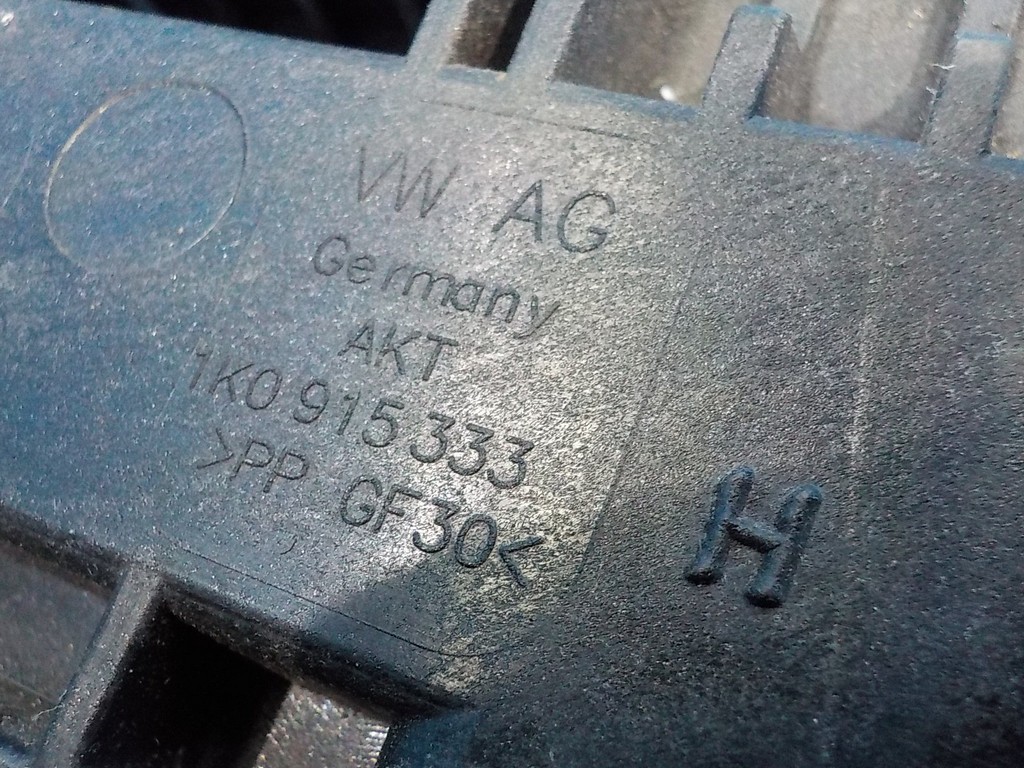 VW AG
Germany
AKT
1K0 915 333
>PP GF30<
H